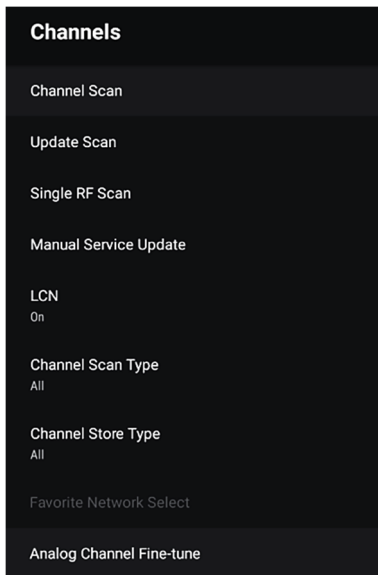 Channels
Channel Scan
Update Scan
Single RF Scan
Manual Service Update
LCN
On
Channel Scan Type
All
Channel Store Type
All
Favorite Network Select
Analog Channel Fine-tune